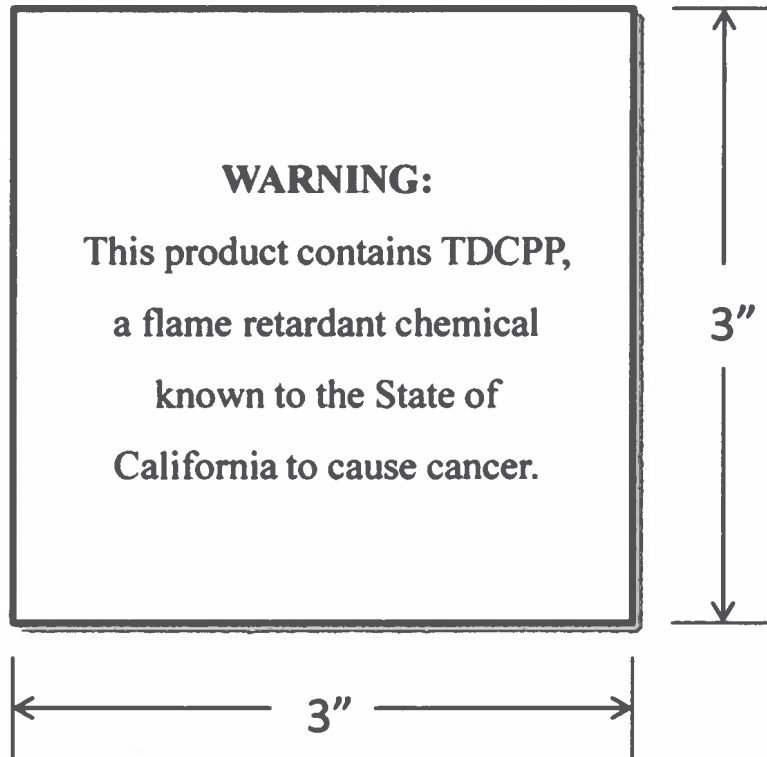 WARNING:
This product contains TDCPP,
a flame retardant chemical
known to the State of
California to cause cancer.
3"
3"